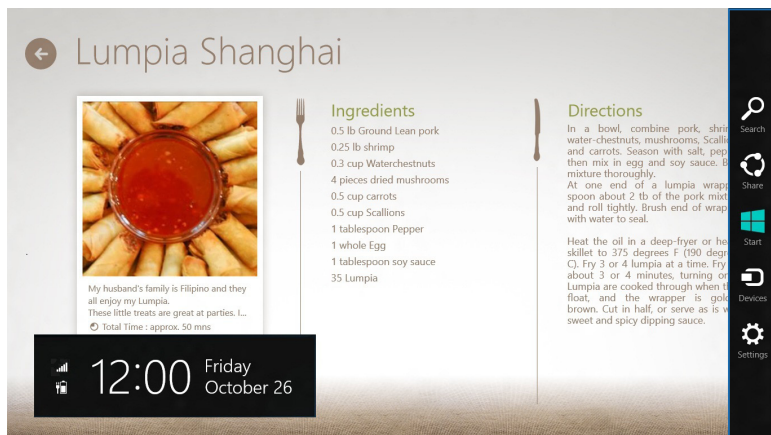 Lumpia Shanghai
My husband's family is Filipino and they
all enjoy my Lumpia.
These little treats are great at parties. I...
Total Time : approx. 50 mns
Ingredients
0.5 lb Ground Lean pork
0.25 lb shrimp
0.3 cup Waterchestnuts
4 pieces dried mushrooms
0.5 cup carrots
0.5 cup Scallions
1 tablespoon Pepper
1 whole Egg
1 tablespoon soy sauce
35 Lumpia
Directions
In a bowl, combine pork,
water-chestnuts, mushrooms,
and carrots. Season with salt,
then mix in egg and soy sauce.
mixture thoroughly.
At one end of a lumpia
spoon about 2 tb of the pork
and roll tightly. Brush end of
with water to seal.
Heat the oil in a deep-fryer or
skillet to 375 degrees F (190
C). Fry 3 or 4 lumpia at a time. Fry
about 3 or 4 minutes, turning
Lumpia are cooked through when
float, and the wrapper is
brown. Cut in half, or serve as is
sweet and spicy dipping sauce.
12:00
Friday
October 26
Search
Share
Start
Devices
Settings